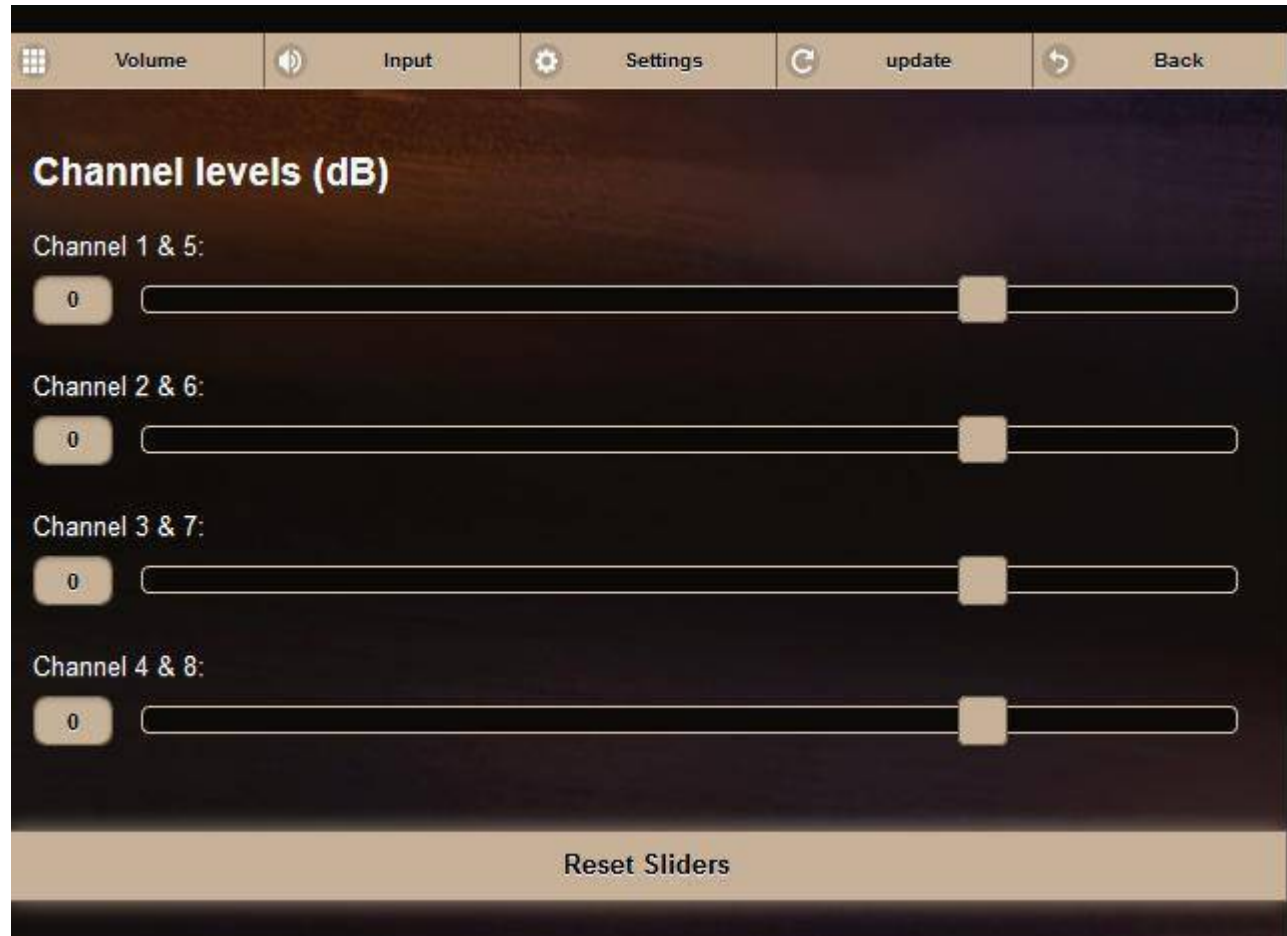 Volume Input Settings update Back
Channel levels (dB)
Channel 1 & 5:
0
Channel 2 & 6:
0
Channel 3 & 7:
0
Channel 4 & 8:
0
Reset Sliders